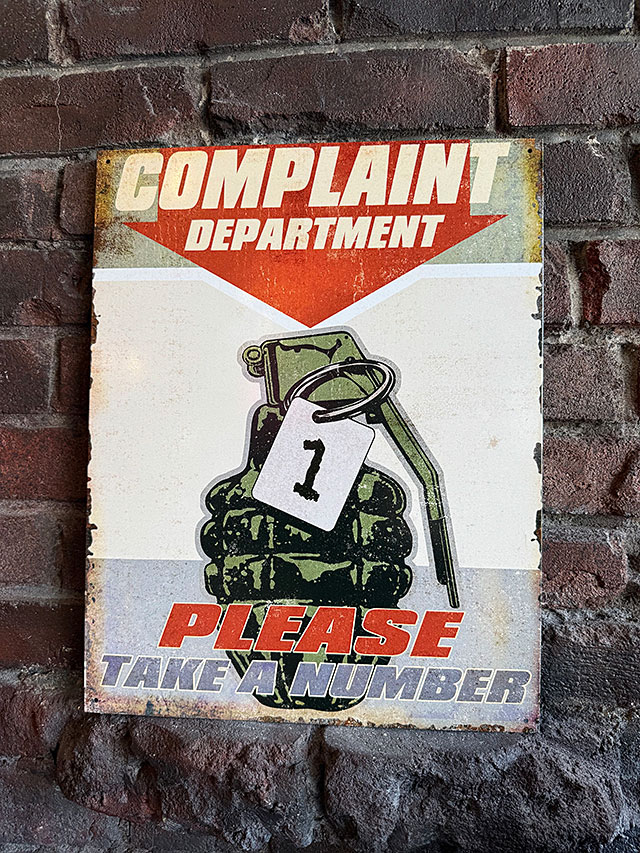 COMPLAINT
DEPARTMENT
1
PLEASE
TAKE A NUMBER